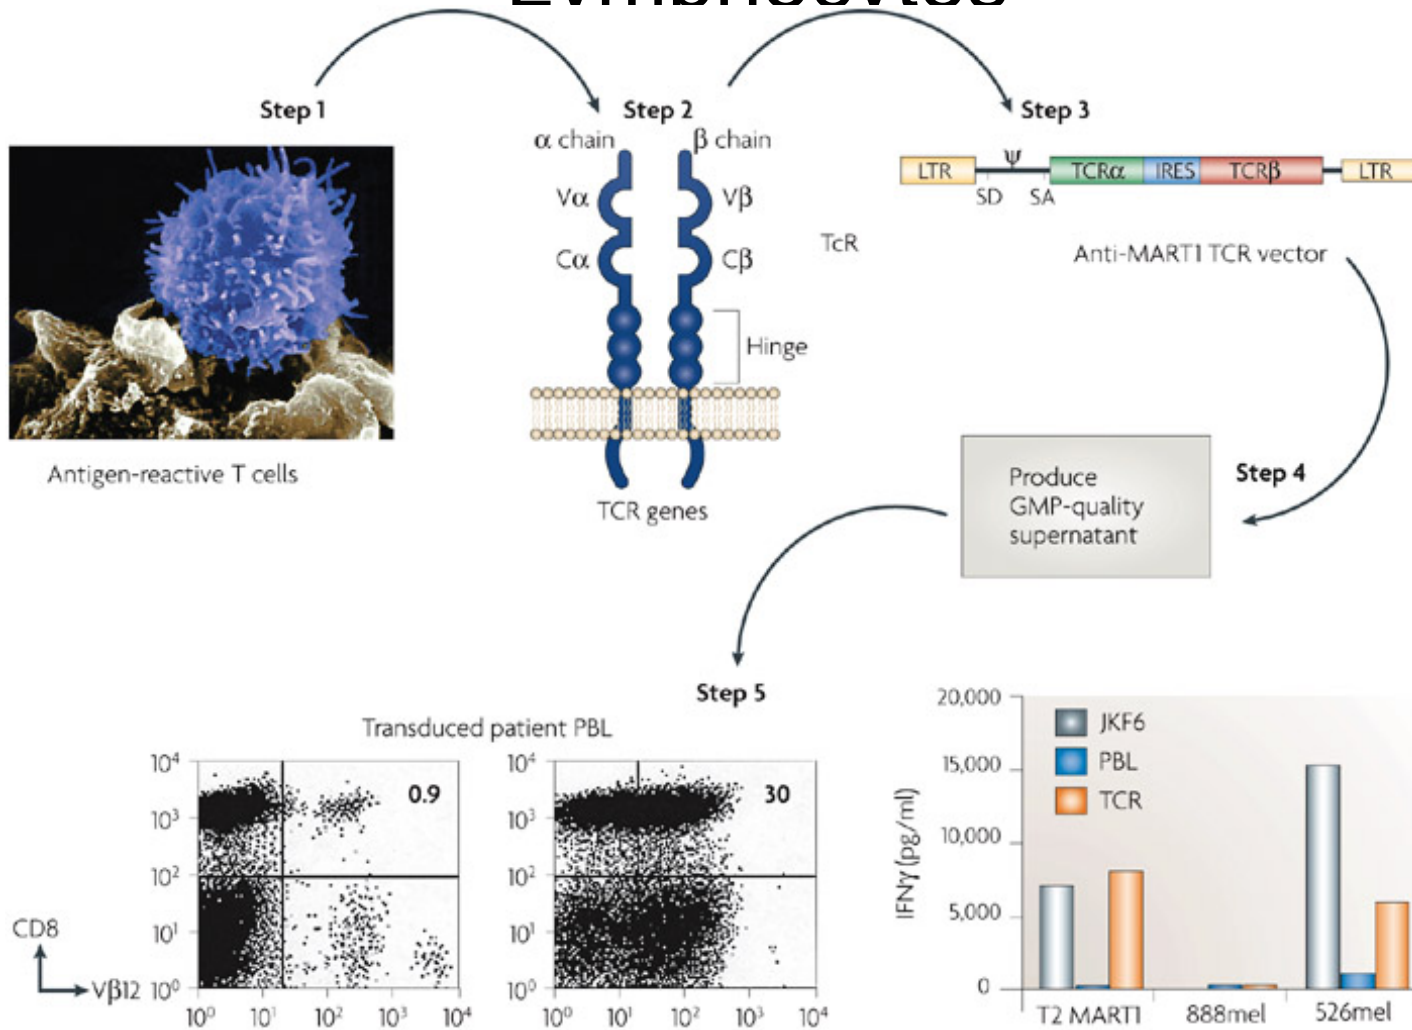 Lymphocytes
Step 1
Step 2
Step 3
α chain
β chain
Vα
Vβ
Cα
Cβ
TcR
Hinge
LTR
ψ
TCRα
IRES
TCRβ
LTR
SD
SA
Anti-MART1 TCR vector
Antigen-reactive T cells
TCR genes
Step 4
Produce
GMP-quality
supernatant
Step 5
Transduced patient PBL
10⁴
10³
10²
10¹
10⁰
0.9
10⁰ 10¹ 10² 10³ 10⁴
CD8
Vβ12
10⁴
10³
10²
10¹
10⁰
30
10⁰ 10¹ 10² 10³ 10⁴
20,000
15,000
10,000
5,000
0
IFNγ (pg/ml)
JKF6
PBL
TCR
T2 MART1
888mel
526mel